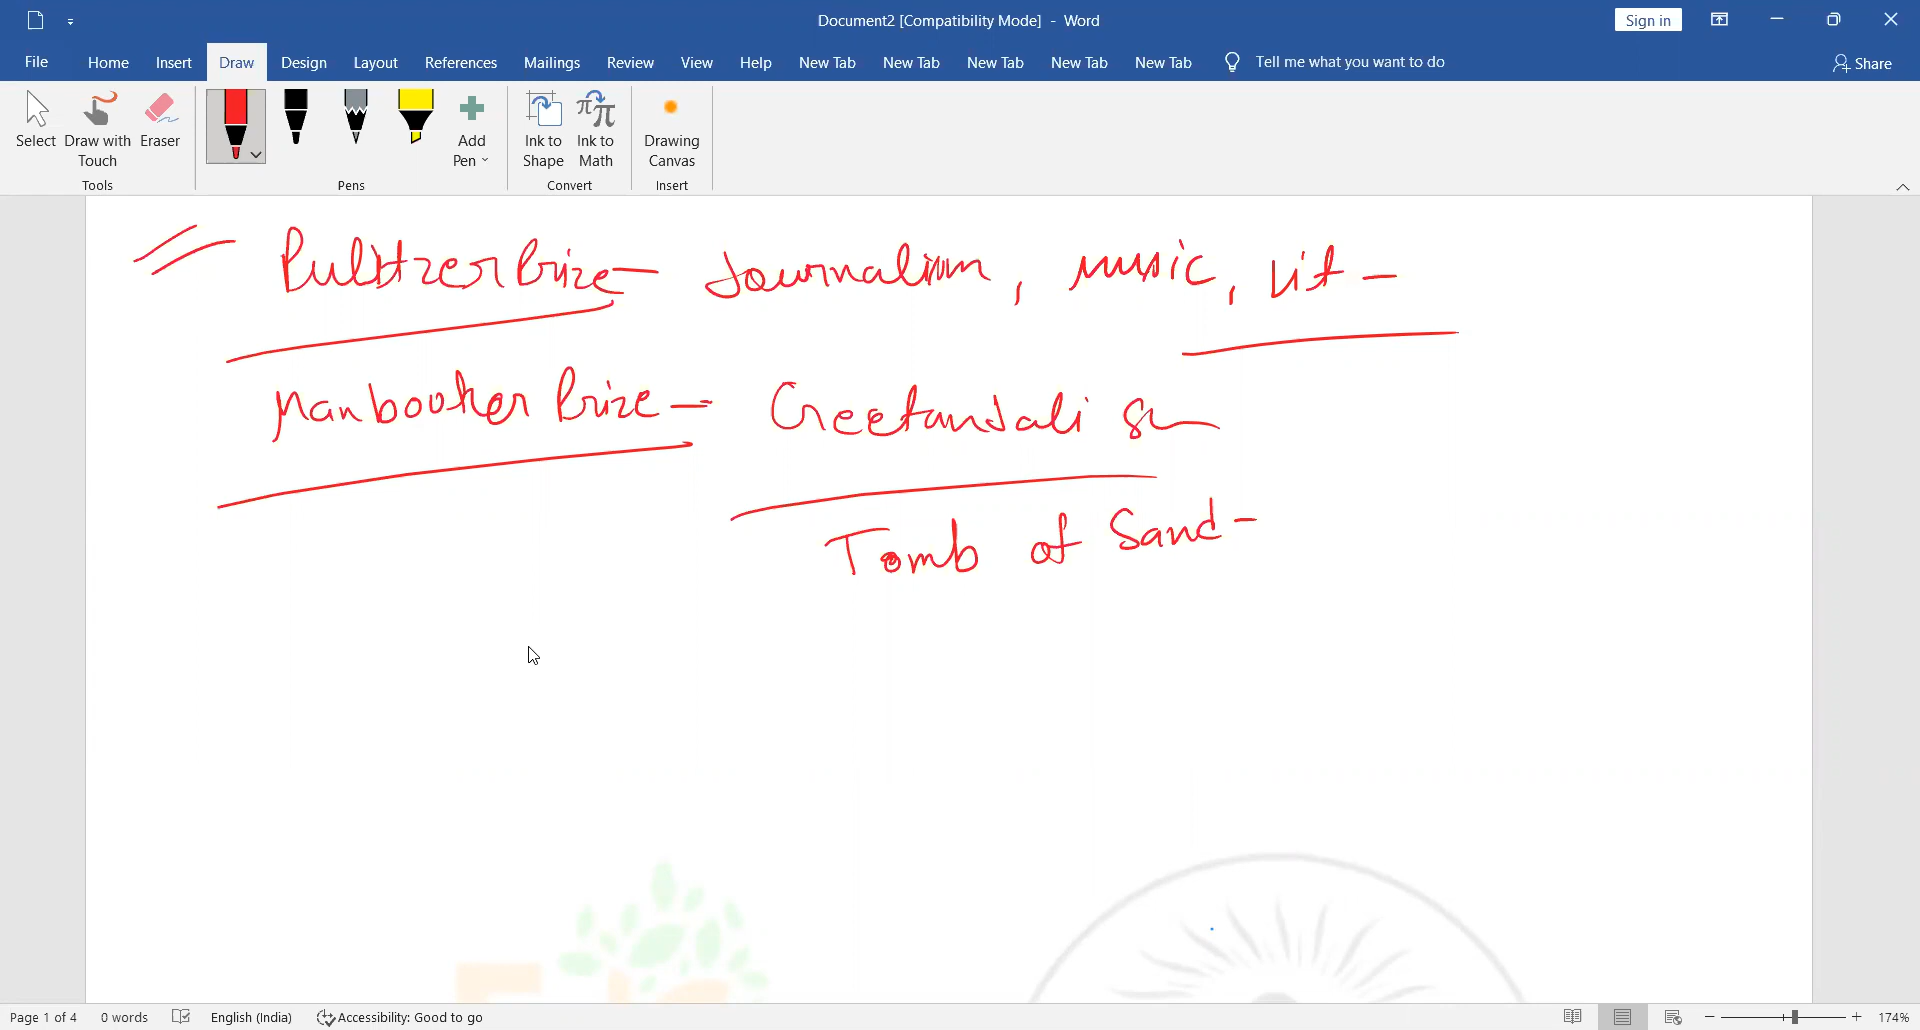 Document2 [Compatibility Mode] - Word
Sign in
File Home Insert Draw Design Layout References Mailings Review View Help New Tab New Tab New Tab New Tab New Tab Tell me what you want to do Share
Select Draw with Touch Eraser Add Pen Ink to Shape Ink to Math Drawing Canvas
Tools Pens Convert Insert
Pulitzer Prize - Journalism, music, Lit -
Manbooker Prize - Geetanjali
Tomb of Sand -
Page 1 of 4 0 words English (India) Accessibility: Good to go 174%